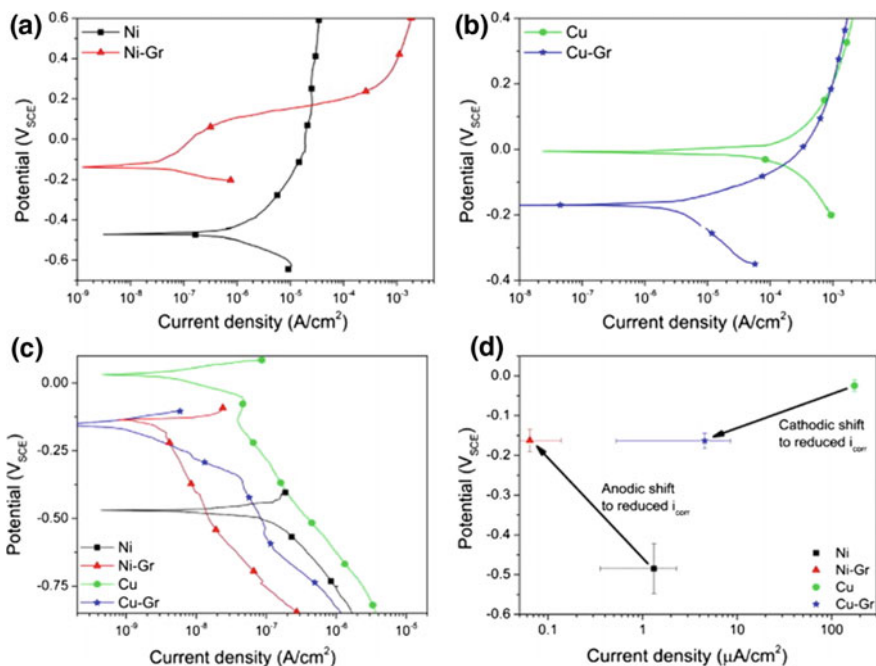 (a)
Ni
Ni-Gr
0.6
0.4
0.2
0.0
-0.2
-0.4
-0.6
Potential (V_SCE)
10⁻⁹ 10⁻⁸ 10⁻⁷ 10⁻⁶ 10⁻⁵ 10⁻⁴ 10⁻³
Current density (A/cm²)
(b)
Cu
Cu-Gr
0.4
0.2
0.0
-0.2
-0.4
Potential (V_SCE)
10⁻⁸ 10⁻⁷ 10⁻⁶ 10⁻⁵ 10⁻⁴ 10⁻³
Current density (A/cm²)
(c)
0.00
-0.25
-0.50
-0.75
Potential (V_SCE)
Ni
Ni-Gr
Cu
Cu-Gr
10⁻⁹ 10⁻⁸ 10⁻⁷ 10⁻⁶ 10⁻⁵
Current density (A/cm²)
(d)
0.0
-0.1
-0.2
-0.3
-0.4
-0.5
-0.6
Potential (V_SCE)
Cathodic shift
to reduced i_corr
Anodic shift
to reduced i_corr
Ni
Ni-Gr
Cu
Cu-Gr
0.1 1 10 100
Current density (μA/cm²)